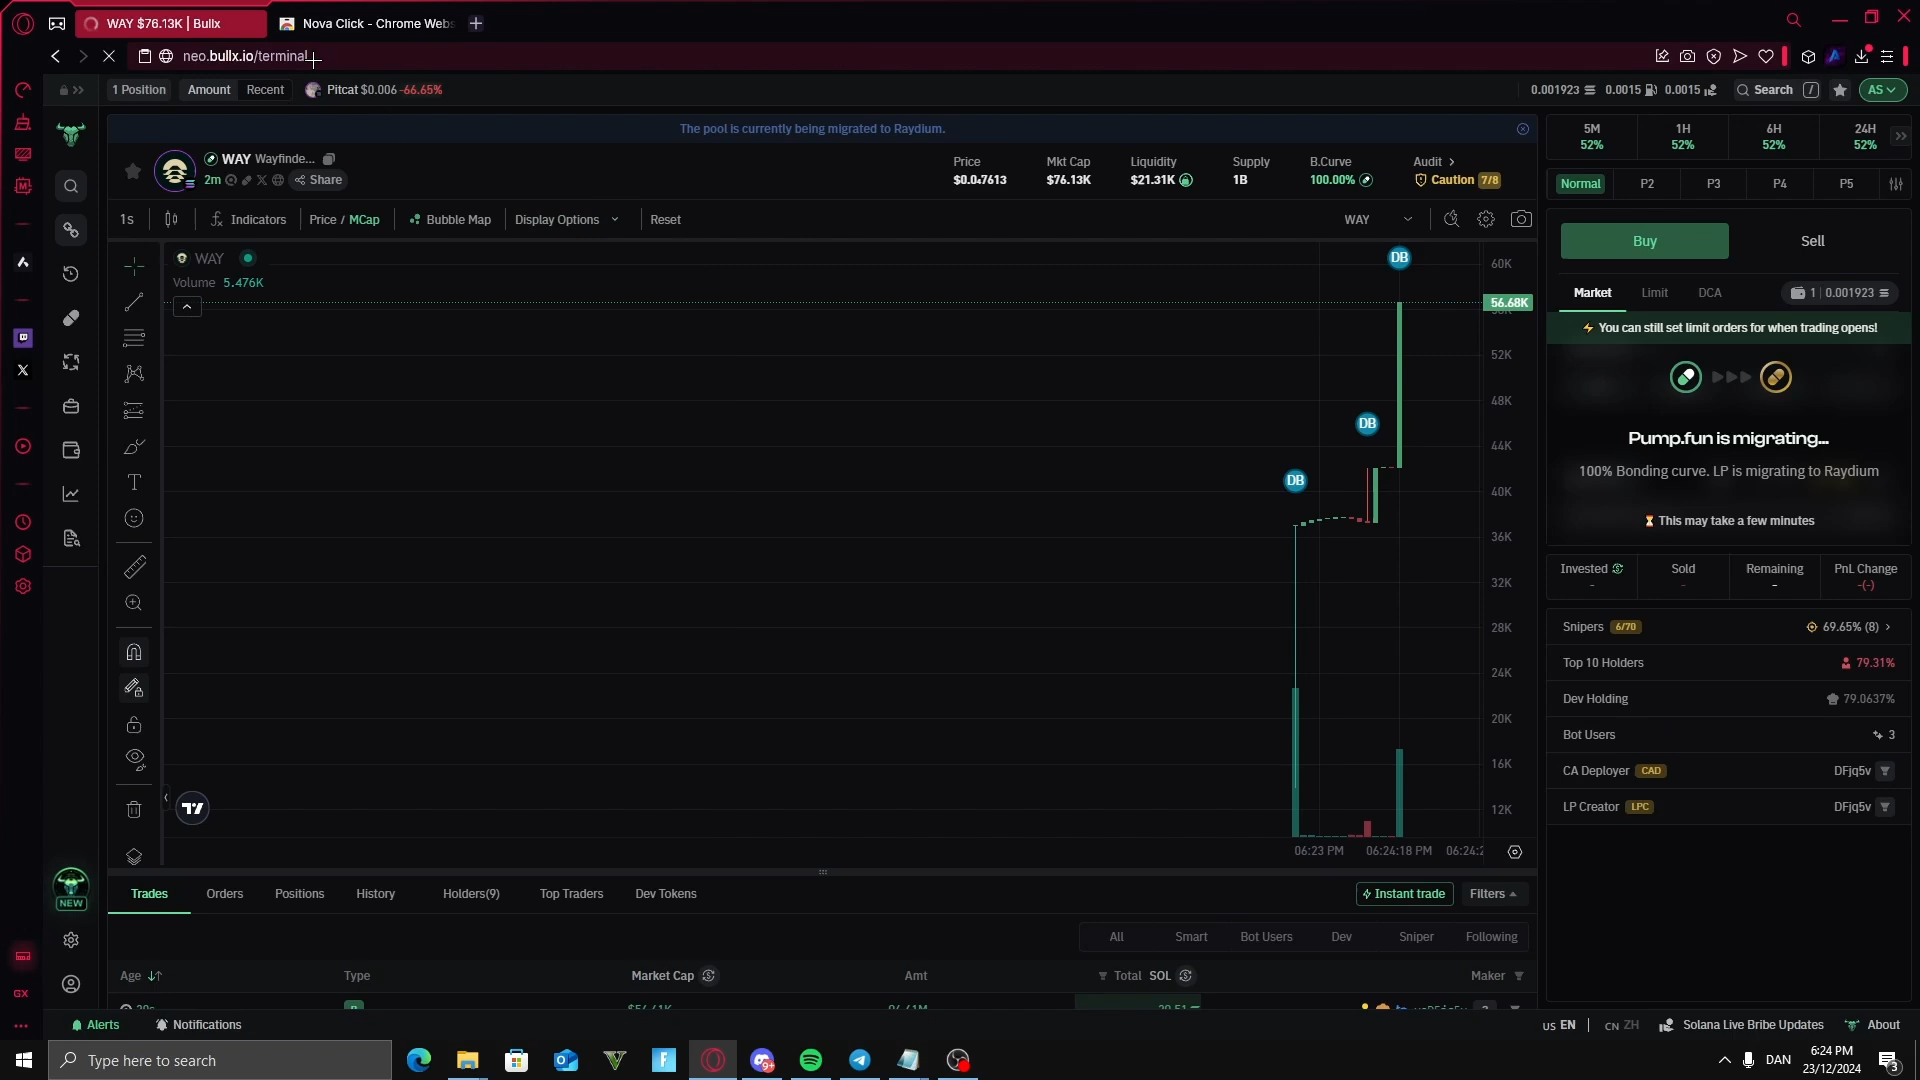 WAY $76.13K | Bullx
Nova Click - Chrome Webs
neo.bullx.io/terminal
1 Position
Amount
Recent
Pitcat $0.006 -66.65%
0.001923
0.0015
0.0015
Search
/
AS
The pool is currently being migrated to Raydium.
WAY Wayfinde...
2m
Share
Price
$0.0₄7613
Mkt Cap
$76.13K
Liquidity
$21.31K
Supply
1B
B.Curve
100.00%
Audit
Caution 7/8
5M
52%
1H
52%
6H
52%
24H
52%
Normal
P2
P3
P4
P5
1s
Indicators
Price / MCap
Bubble Map
Display Options
Reset
WAY
Buy
Sell
WAY
Volume 5.476K
DB
DB
DB
60K
56.68K
52K
48K
44K
40K
36K
32K
28K
24K
20K
16K
12K
06:23 PM
06:24:18 PM
06:24:2
Market
Limit
DCA
1 | 0.001923
You can still set limit orders for when trading opens!
Pump.fun is migrating...
100% Bonding curve. LP is migrating to Raydium
This may take a few minutes
Invested
-
Sold
-
Remaining
-
PnL Change
-(-)
Snipers 6/70
69.65% (8)
Top 10 Holders
79.31%
Dev Holding
79.0637%
Bot Users
3
CA Deployer CAD
DFjq5v
LP Creator LPC
DFjq5v
NEW
Trades
Orders
Positions
History
Holders(9)
Top Traders
Dev Tokens
Instant trade
Filters
All
Smart
Bot Users
Dev
Sniper
Following
Age
Type
Market Cap
Amt
Total SOL
Maker
GX
Alerts
Notifications
US EN
CN ZH
Solana Live Bribe Updates
About
Type here to search
9+
DAN
6:24 PM
23/12/2024
3